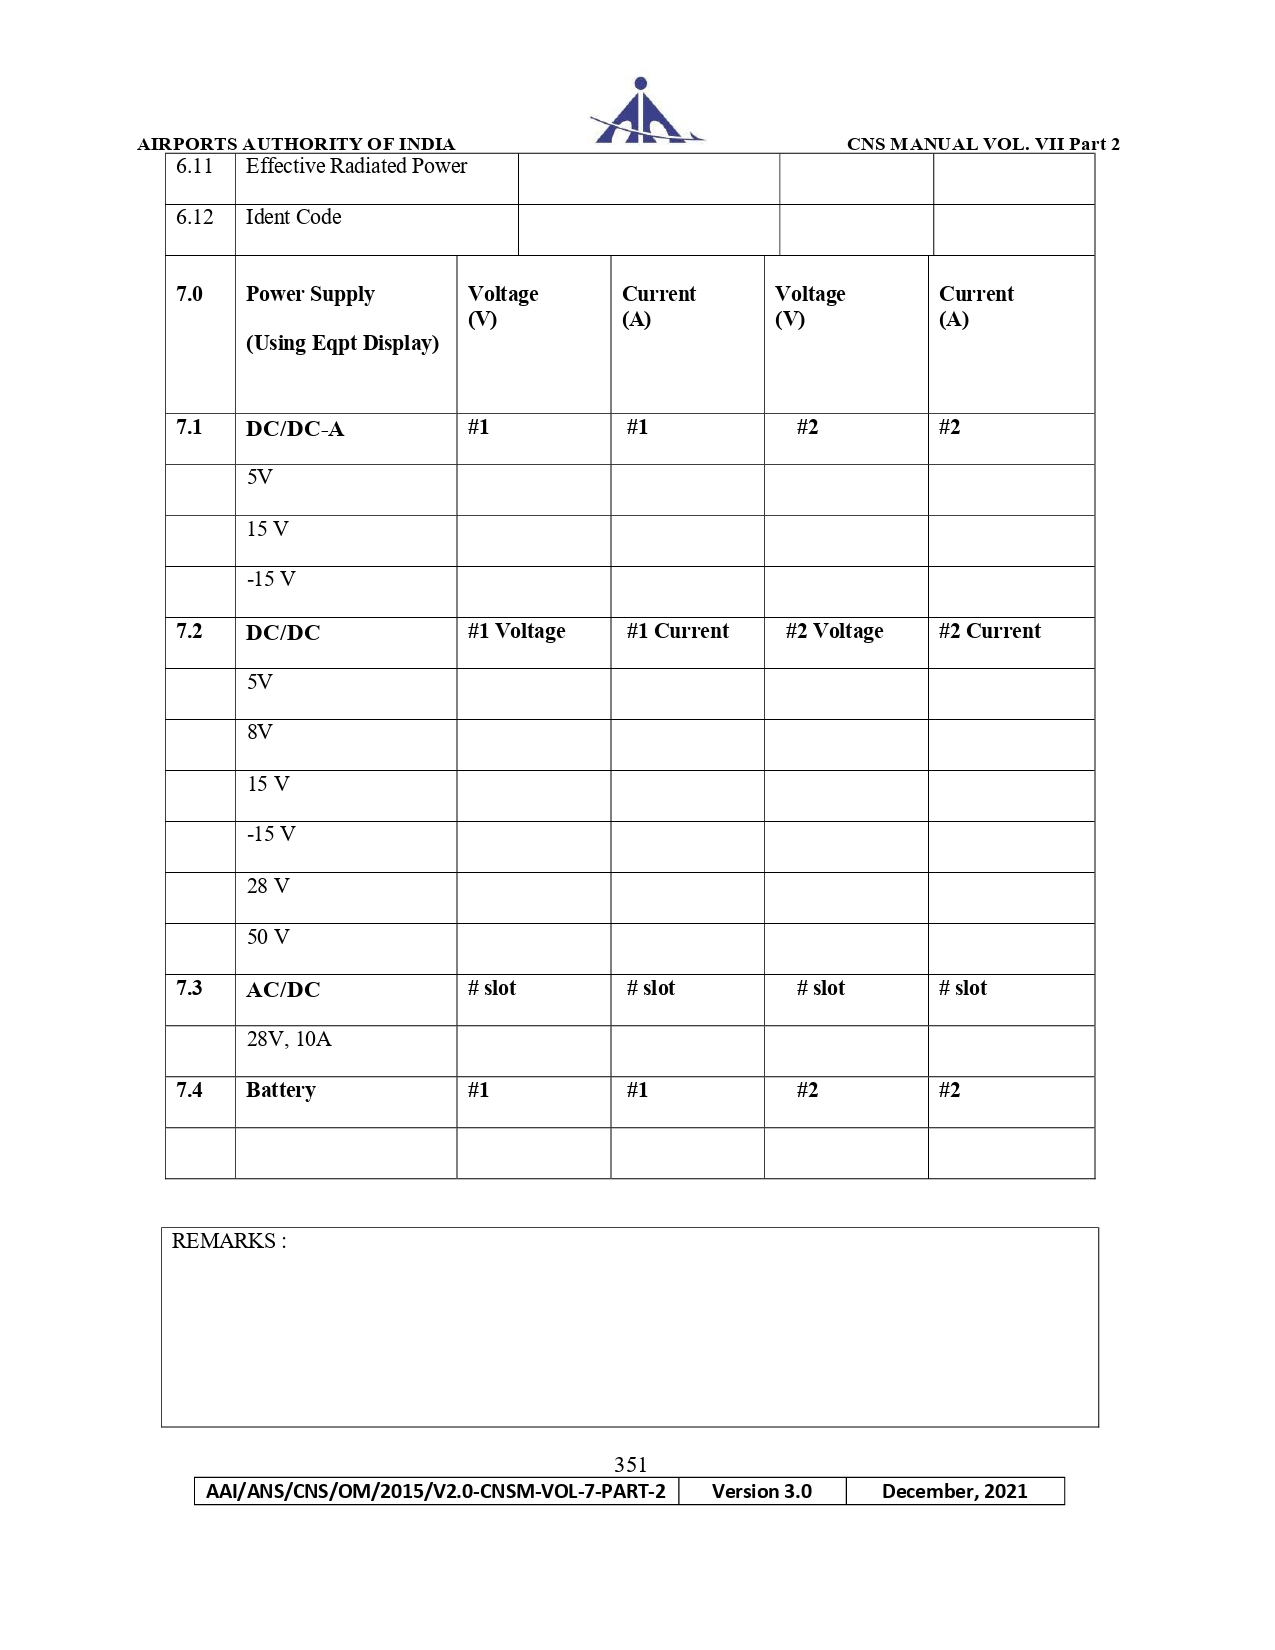 AIRPORTS AUTHORITY OF INDIA CNS MANUAL VOL. VII Part 2
6.11 Effective Radiated Power
6.12 Ident Code
7.0 Power Supply Voltage Current Voltage Current
(V) (A) (V) (A)
(Using Eqpt Display)
7.1 DC/DC-A #1 #1 #2 #2
5V
15 V
-15 V
7.2 DC/DC #1 Voltage #1 Current #2 Voltage #2 Current
5V
8V
15 V
-15 V
28 V
50 V
7.3 AC/DC # slot # slot # slot # slot
28V, 10A
7.4 Battery #1 #1 #2 #2
REMARKS :
351
AAI/ANS/CNS/OM/2015/V2.0-CNSM-VOL-7-PART-2 Version 3.0 December, 2021